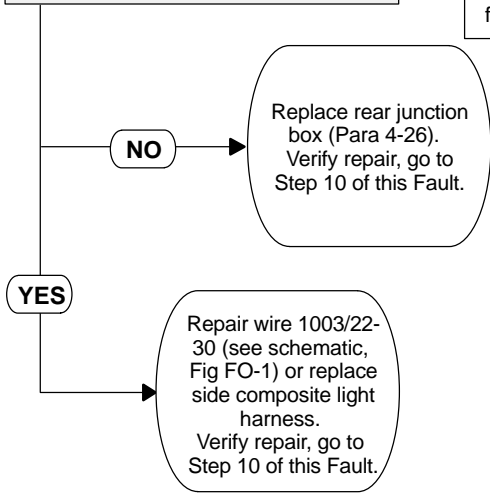 f
Replace rear junction
box (Para 4-26).
Verify repair, go to
Step 10 of this Fault.
NO
YES
Repair wire 1003/22-
30 (see schematic,
Fig FO-1) or replace
side composite light
harness.
Verify repair, go to
Step 10 of this Fault.